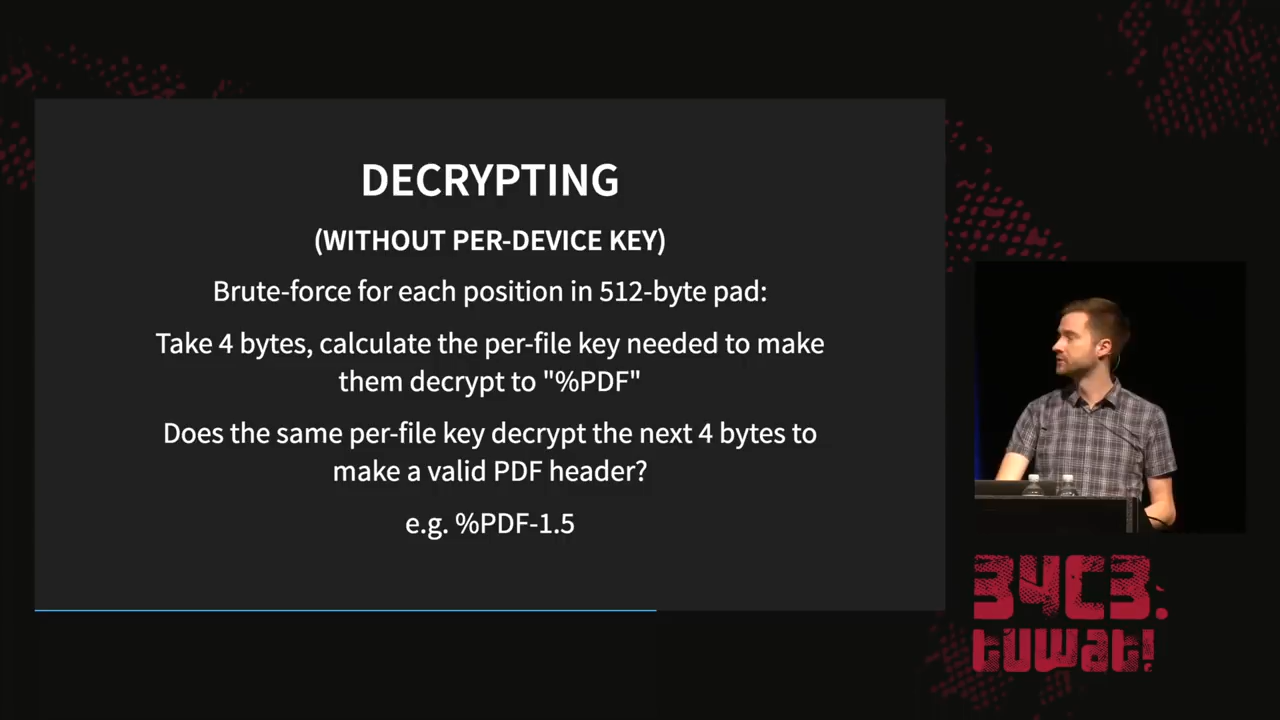 DECRYPTING
(WITHOUT PER-DEVICE KEY)
Brute-force for each position in 512-byte pad:
Take 4 bytes, calculate the per-file key needed to make
them decrypt to "%PDF"
Does the same per-file key decrypt the next 4 bytes to
make a valid PDF header?
e.g. %PDF-1.5
34C3.
tuwat!